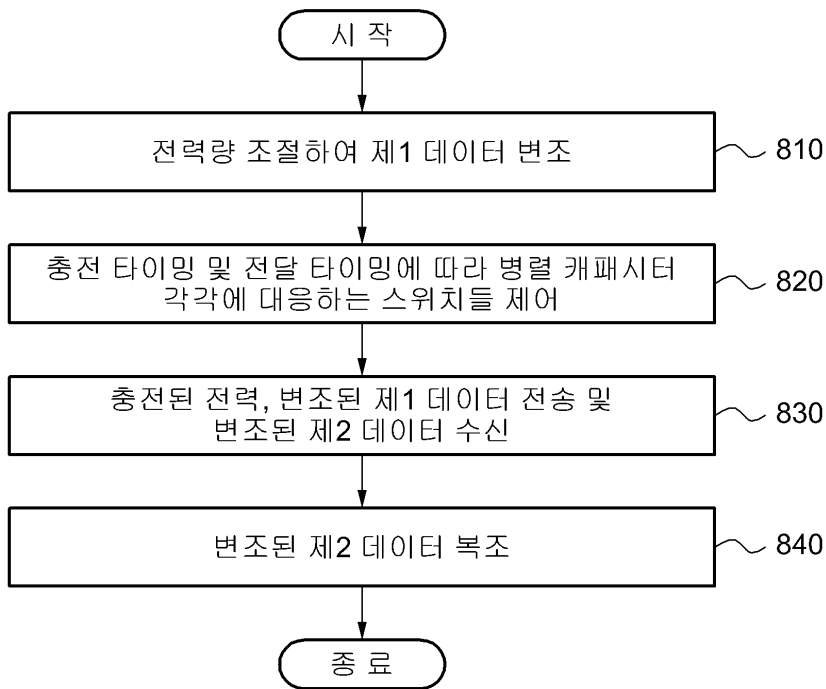 시 작
전력량 조절하여 제1 데이터 변조
810
충전 타이밍 및 전달 타이밍에 따라 병렬 캐패시터
각각에 대응하는 스위치들 제어
820
충전된 전력, 변조된 제1 데이터 전송 및
변조된 제2 데이터 수신
830
변조된 제2 데이터 복조
840
종 료